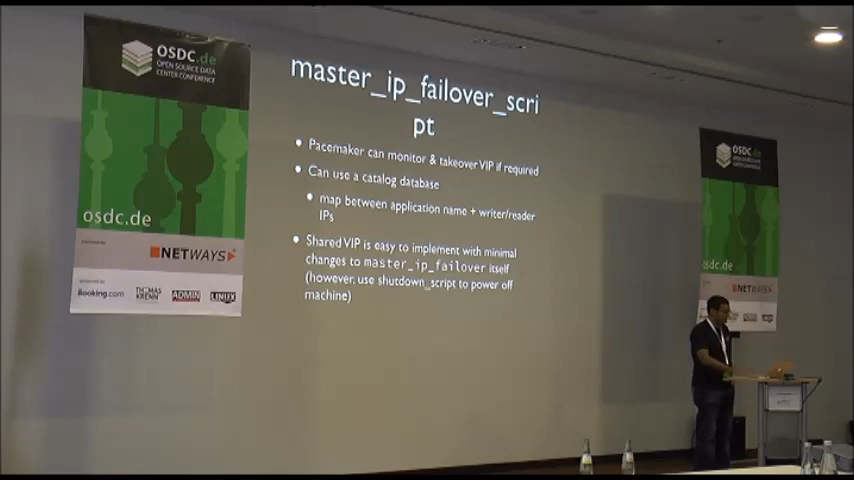 OSDC.de
OPEN SOURCE DATA
CENTER CONFERENCE
osdc.de
NETWAYS
Booking.com
THOMAS
KRENN
ADMIN
LINUX
master_ip_failover_scri
pt
• Pacemaker can monitor & takeover VIP if required
• Can use a catalog database
• map between application name + writer/reader
IPs
• Shared VIP is easy to implement with minimal
changes to master_ip_failover itself
(however, use shutdown_script to power off
machine)
OSDC.de
osdc.de
NETWAYS